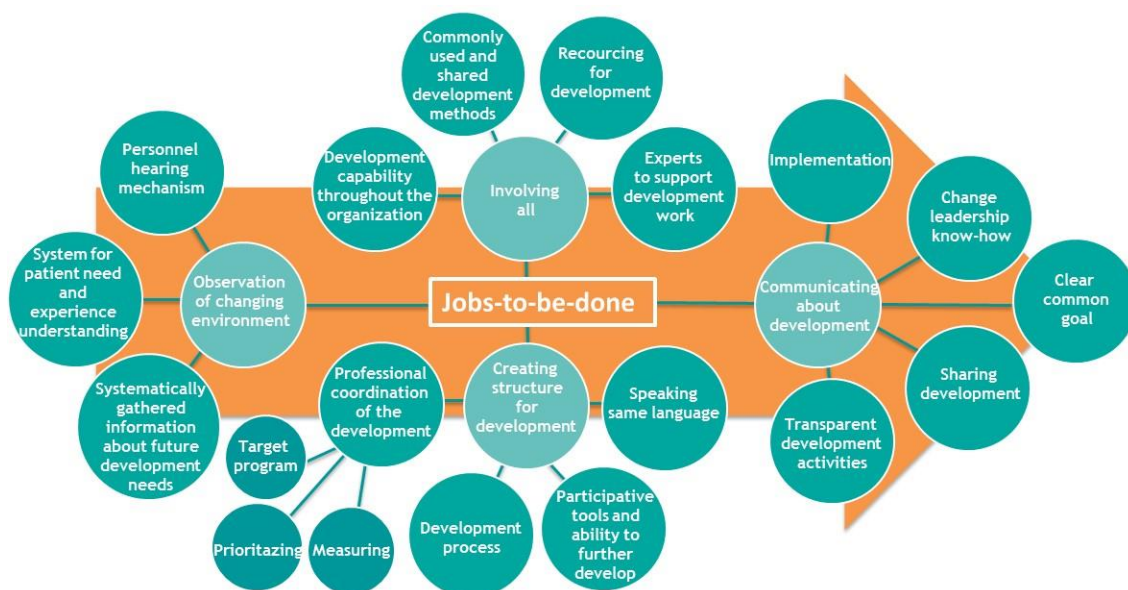 Commonly
used and
shared
development
methods
Recourcing
for
development
Personnel
hearing
mechanism
Development
capability
throughout the
organization
Involving
all
Experts
to support
development
work
Implementation
Change
leadership
know-how
System for
patient need
and
experience
understanding
Observation
of changing
environment
Jobs-to-be-done
Communicating
about
development
Clear
common
goal
Systematically
gathered
information
about future
development
needs
Professional
coordination
of the
development
Creating
structure
for
development
Speaking
same language
Sharing
development
Transparent
development
activities
Target
program
Prioritazing
Measuring
Development
process
Participative
tools and
ability to
further
develop